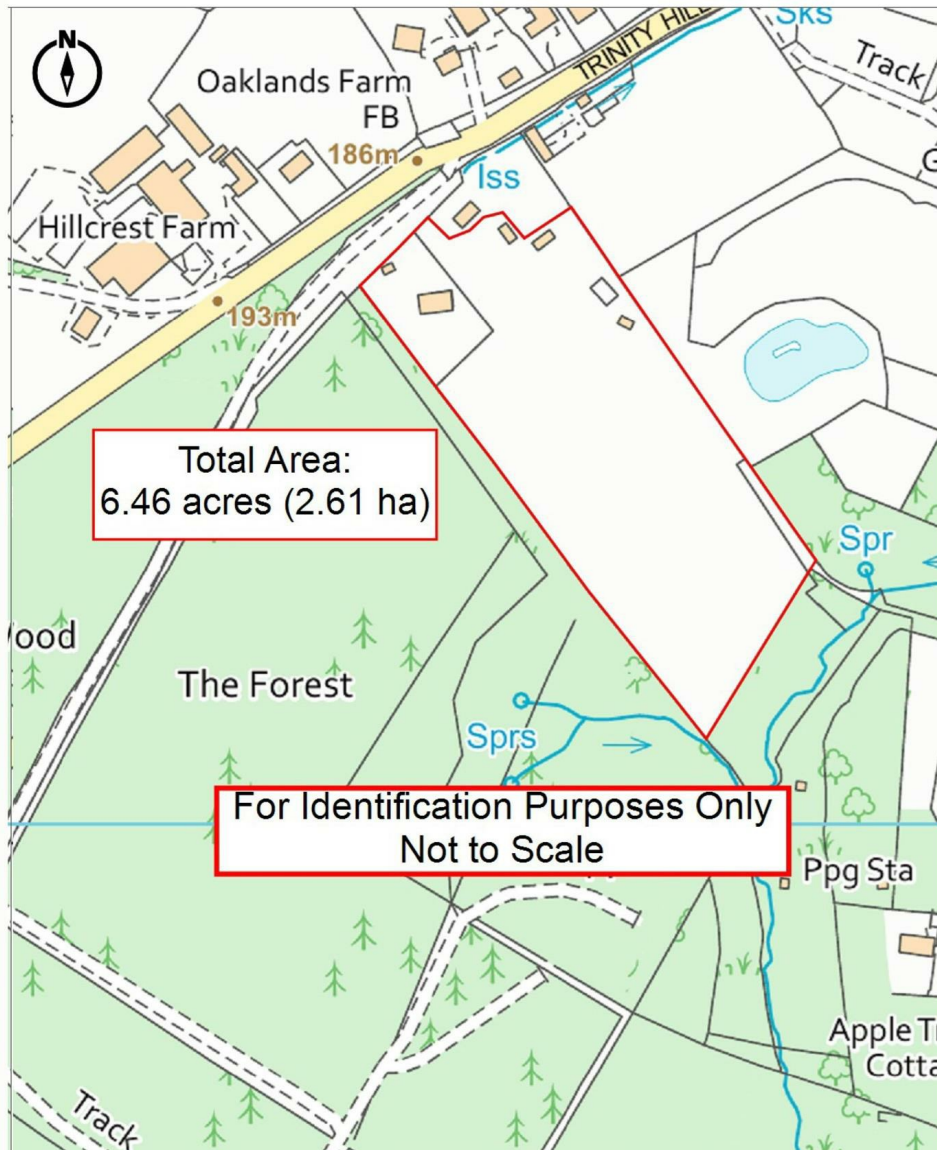 N
Sks
TRINITY HILL
Track
Oaklands Farm
FB
186m
Iss
G
Hillcrest Farm
193m
Total Area:
6.46 acres (2.61 ha)
Spr
ood
The Forest
Sprs
For Identification Purposes Only
Not to Scale
Ppg Sta
Apple T
Cotta
Track